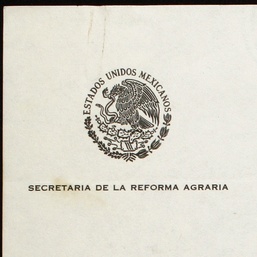 ESTADOS UNIDOS MEXICANOS
SECRETARIA DE LA REFORMA AGRARIA